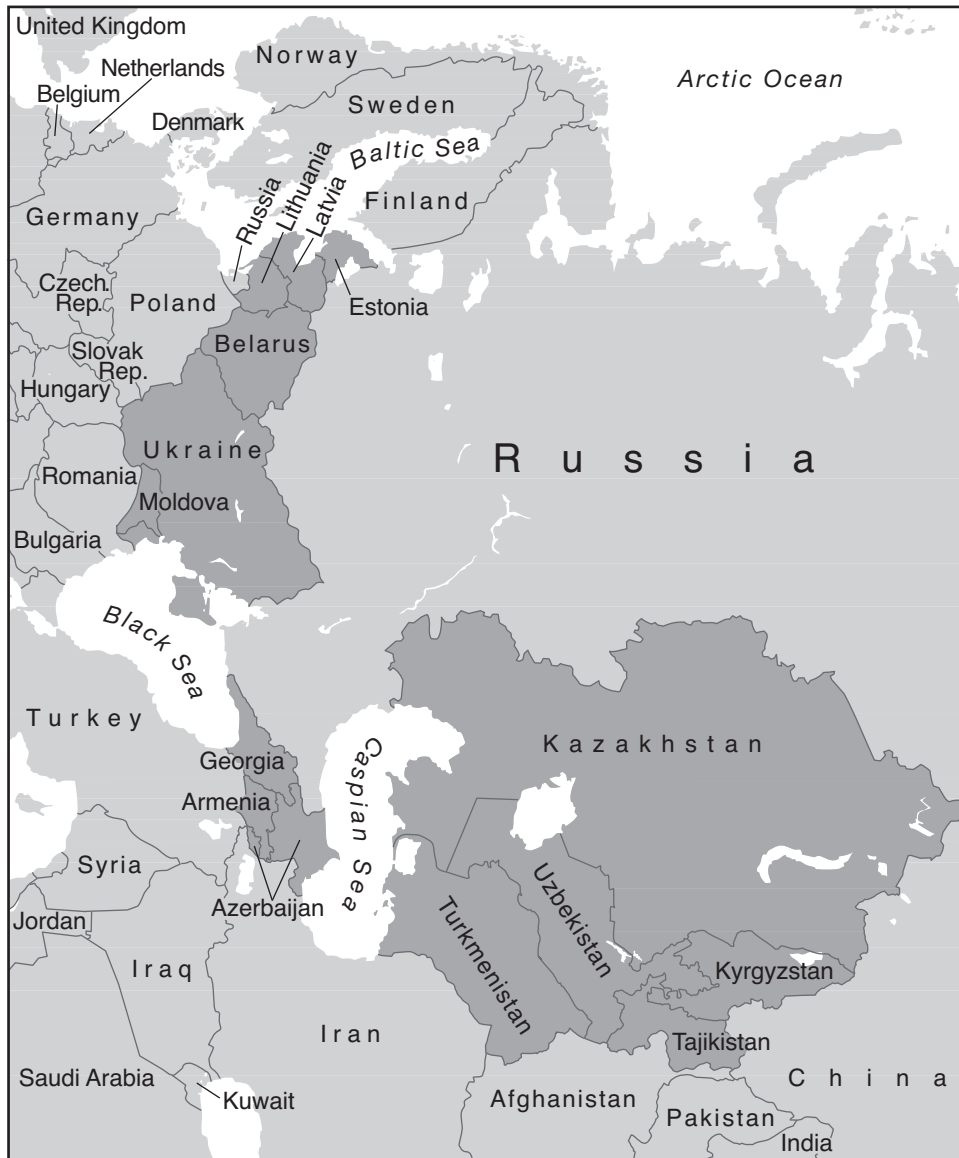 United Kingdom
Norway
Netherlands
Arctic Ocean
Belgium
Sweden
Denmark
Baltic Sea
Russia
Lithuania
Latvia
Finland
Germany
Czech.
Rep.
Poland
Estonia
Slovak
Rep.
Belarus
Hungary
Ukraine
Russia
Romania
Moldova
Bulgaria
Black Sea
Turkey
Kazakhstan
Georgia
Caspian Sea
Armenia
Syria
Azerbaijan
Uzbekistan
Jordan
Turkmenistan
Iraq
Kyrgyzstan
Iran
Tajikistan
Saudi Arabia
Kuwait
China
Afghanistan
Pakistan
India